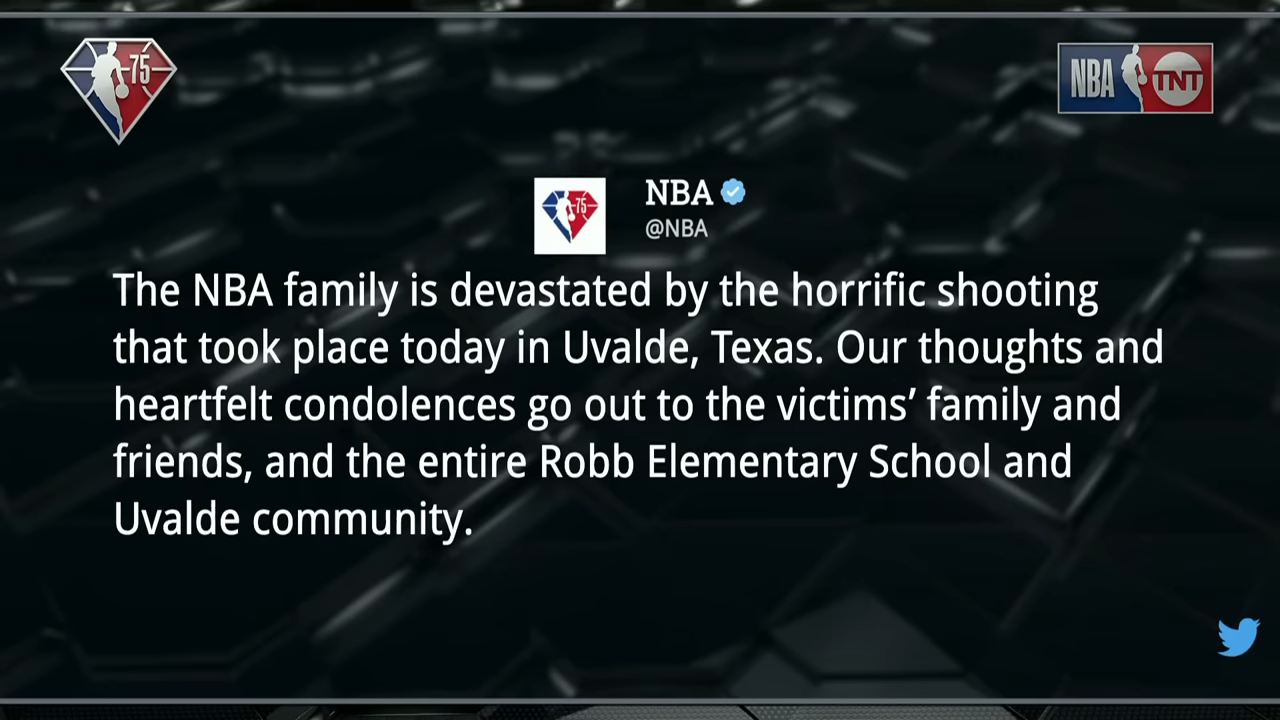 75
NBA TNT
75
NBA
@NBA
The NBA family is devastated by the horrific shooting
that took place today in Uvalde, Texas. Our thoughts and
heartfelt condolences go out to the victims’ family and
friends, and the entire Robb Elementary School and
Uvalde community.